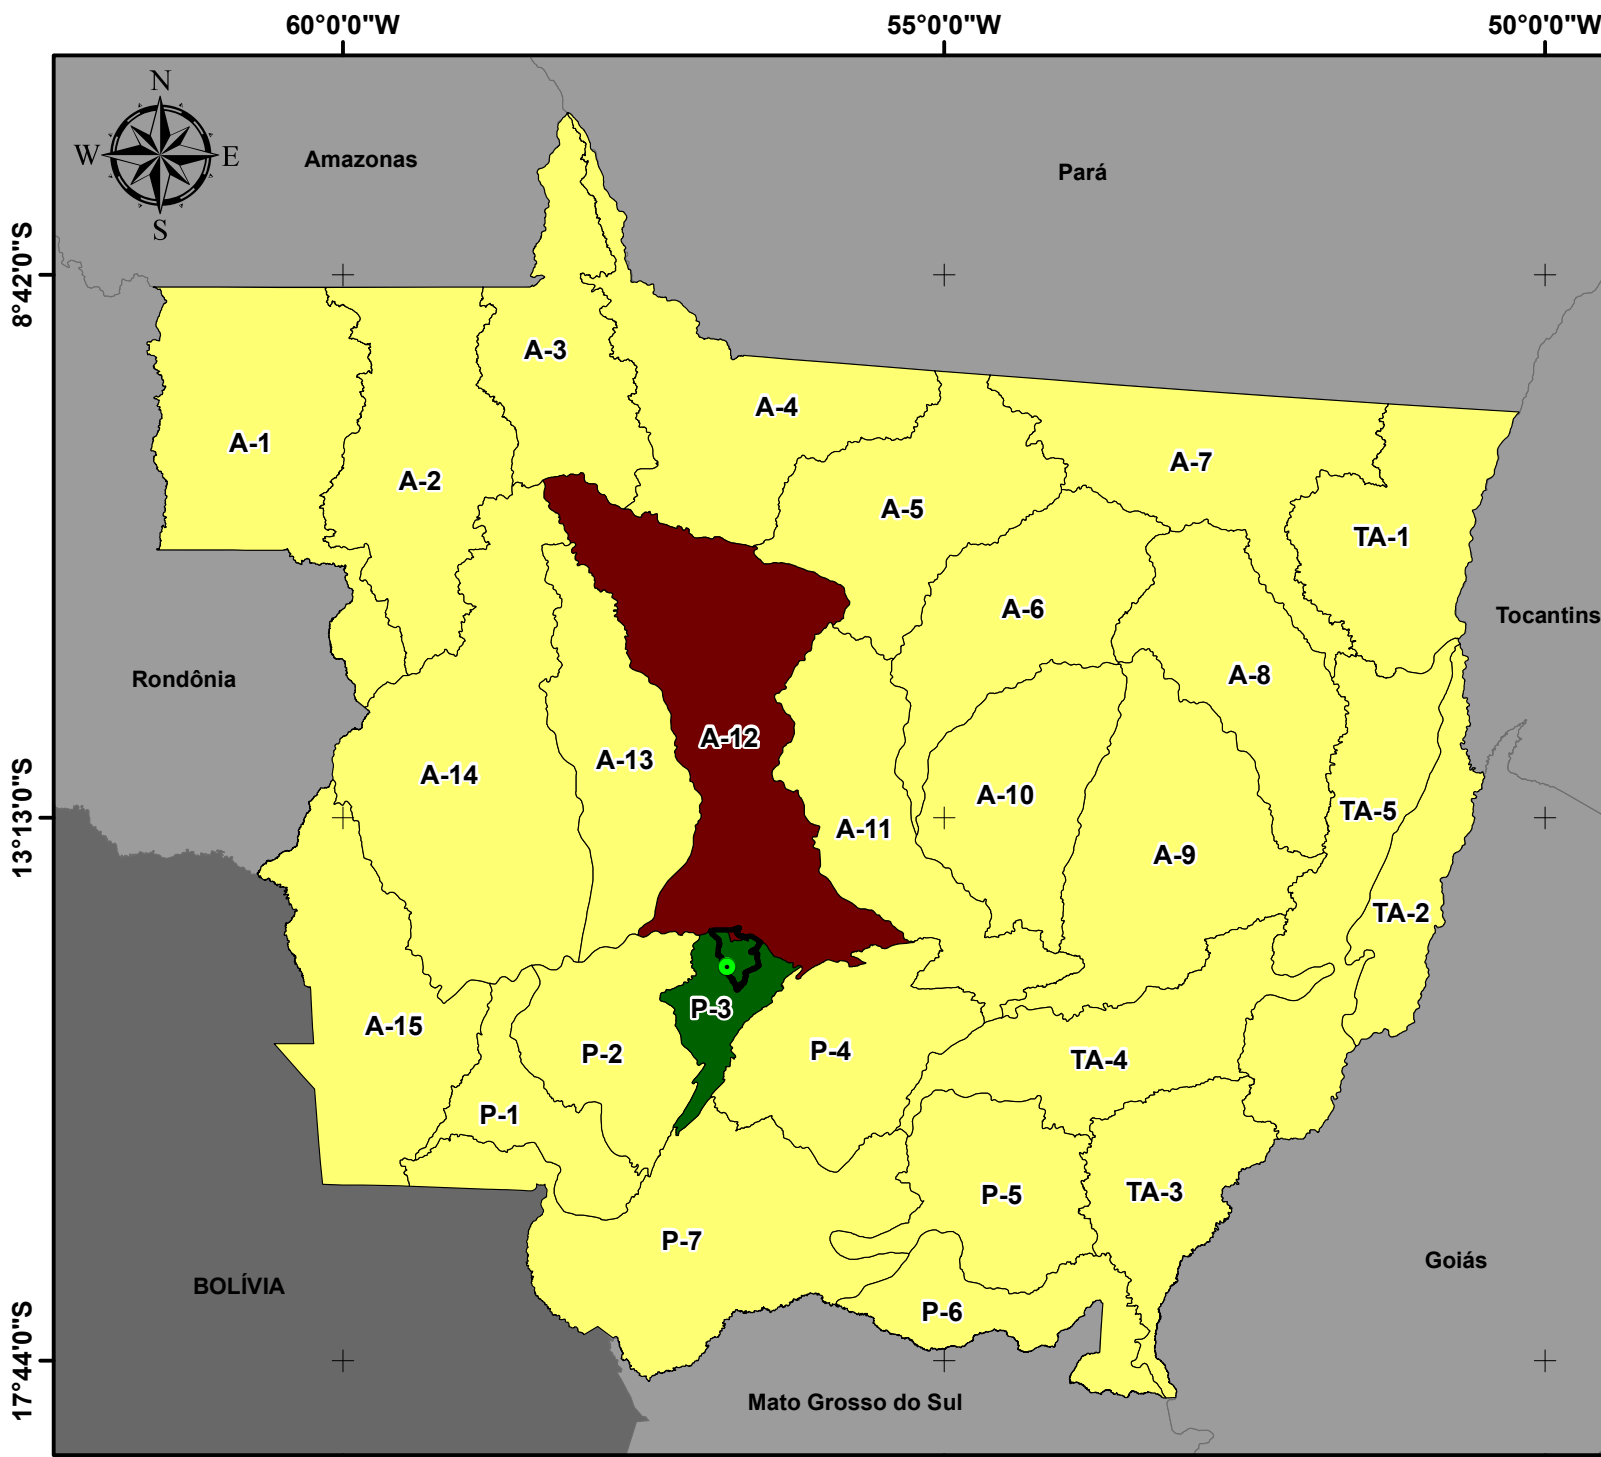 60°0'0"W
55°0'0"W
50°0'0"W
N
W
E
S
Amazonas
Pará
8°42'0"S
A-3
A-4
A-1
A-7
A-2
A-5
TA-1
A-6
Tocantins
Rondônia
A-8
A-12
A-13
A-14
A-10
TA-5
13°13'0"S
A-11
A-9
TA-2
P-3
A-15
P-2
P-4
TA-4
P-1
P-5
TA-3
P-7
Goiás
BOLÍVIA
P-6
17°44'0"S
Mato Grosso do Sul